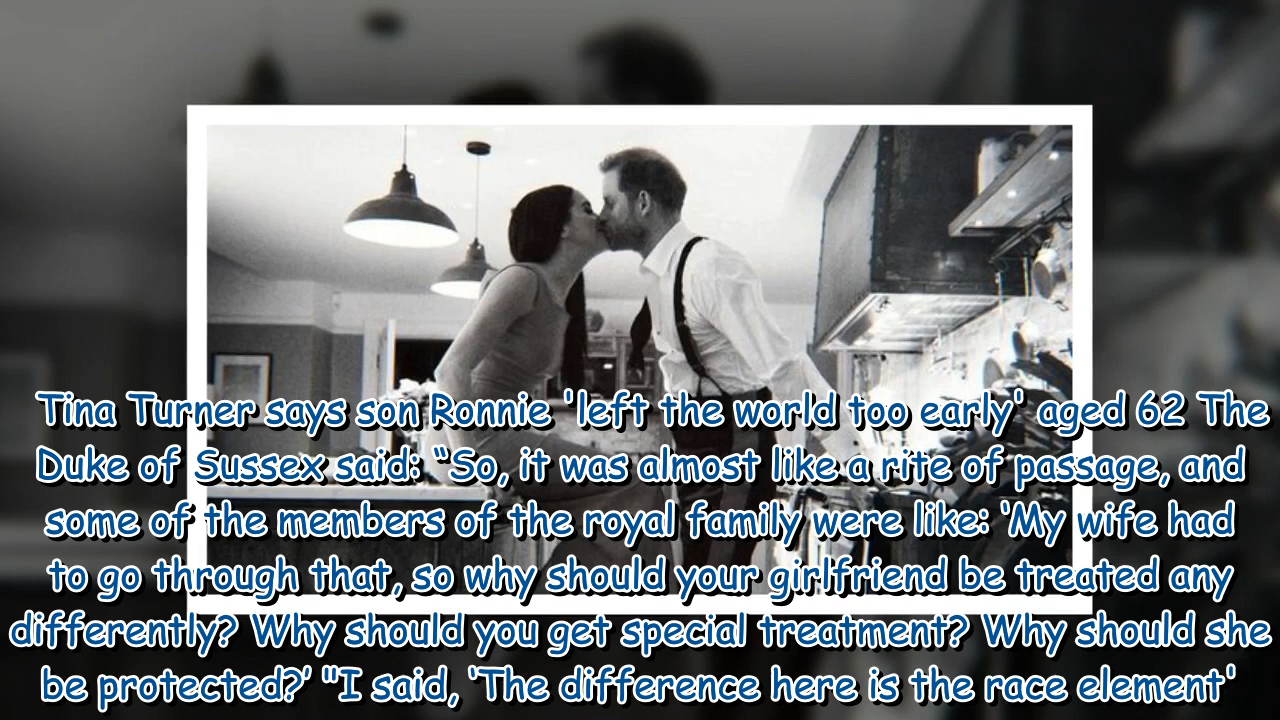 Tina Turner says son Ronnie 'left the world too early' aged 62 The
Duke of Sussex said: “So, it was almost like a rite of passage, and
some of the members of the royal family were like: ‘My wife had
to go through that, so why should your girlfriend be treated any
differently? Why should you get special treatment? Why should she
be protected?’ "I said, ‘The difference here is the race element'